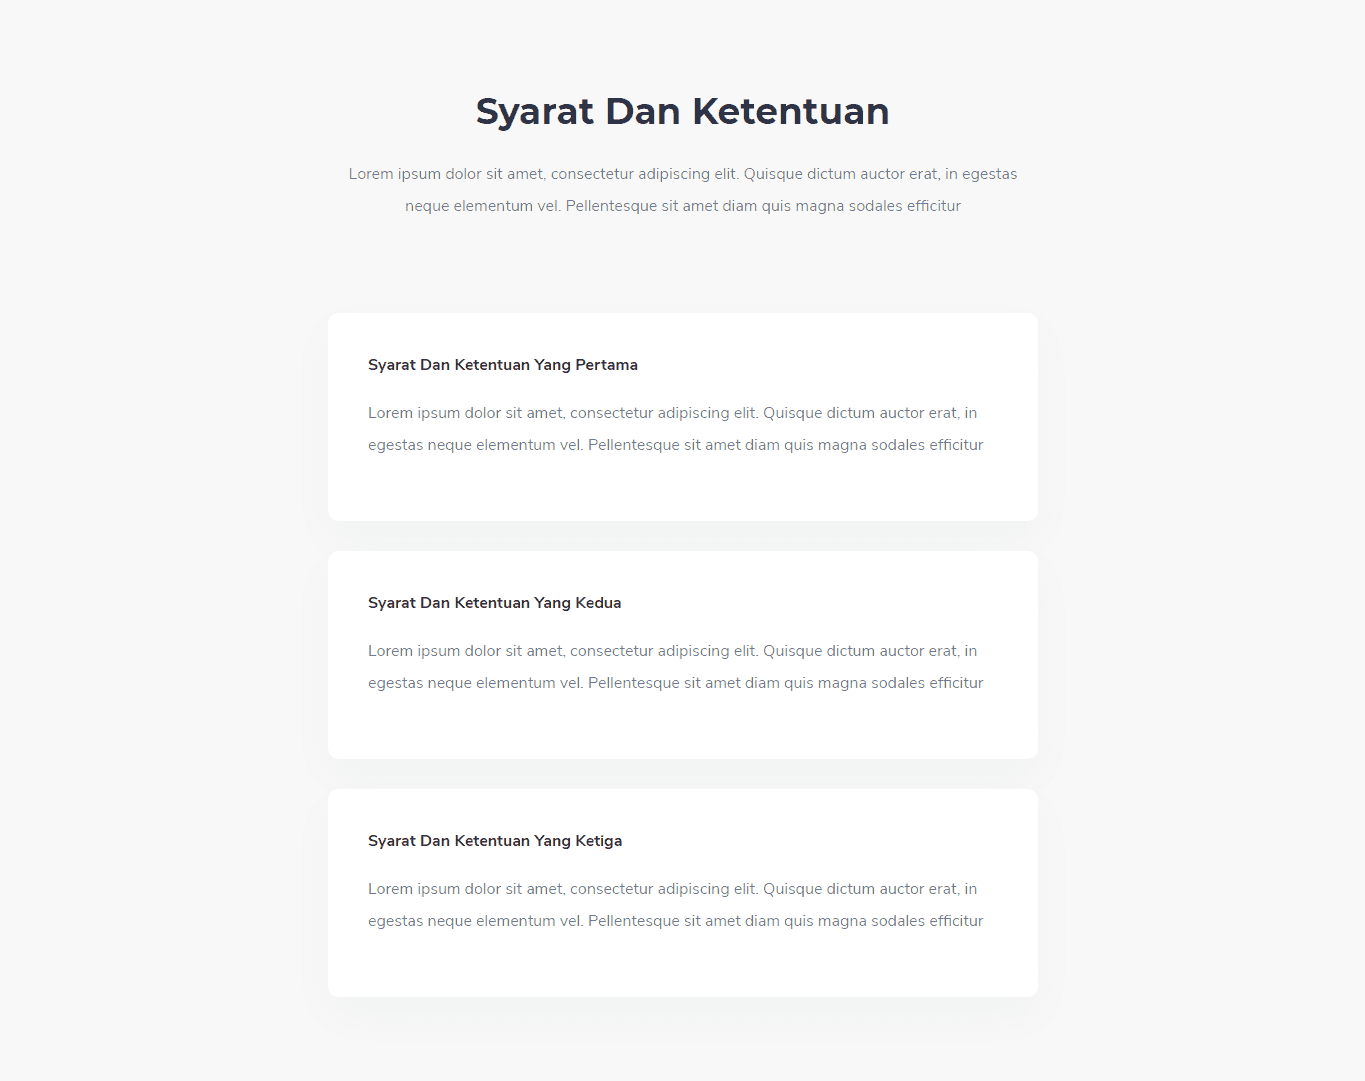 Syarat Dan Ketentuan
Lorem ipsum dolor sit amet, consectetur adipiscing elit. Quisque dictum auctor erat, in egestas
neque elementum vel. Pellentesque sit amet diam quis magna sodales efficitur
Syarat Dan Ketentuan Yang Pertama
Lorem ipsum dolor sit amet, consectetur adipiscing elit. Quisque dictum auctor erat, in
egestas neque elementum vel. Pellentesque sit amet diam quis magna sodales efficitur
Syarat Dan Ketentuan Yang Kedua
Lorem ipsum dolor sit amet, consectetur adipiscing elit. Quisque dictum auctor erat, in
egestas neque elementum vel. Pellentesque sit amet diam quis magna sodales efficitur
Syarat Dan Ketentuan Yang Ketiga
Lorem ipsum dolor sit amet, consectetur adipiscing elit. Quisque dictum auctor erat, in
egestas neque elementum vel. Pellentesque sit amet diam quis magna sodales efficitur